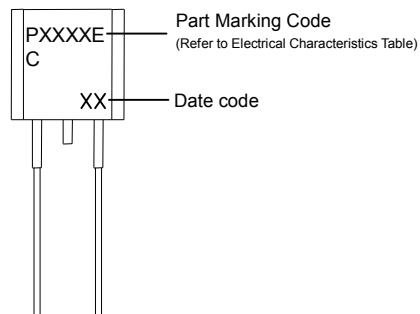 PXXXXE
Part Marking Code
(Refer to Electrical Characteristics Table)
C
XX
Date code